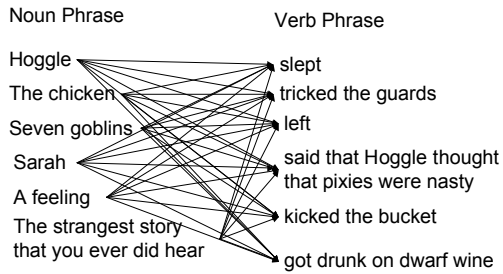 Noun Phrase
Verb Phrase
Hoggle
The chicken
Seven goblins
Sarah
A feeling
The strangest story
that you ever did hear
slept
tricked the guards
left
said that Hoggle thought
that pixies were nasty
kicked the bucket
got drunk on dwarf wine